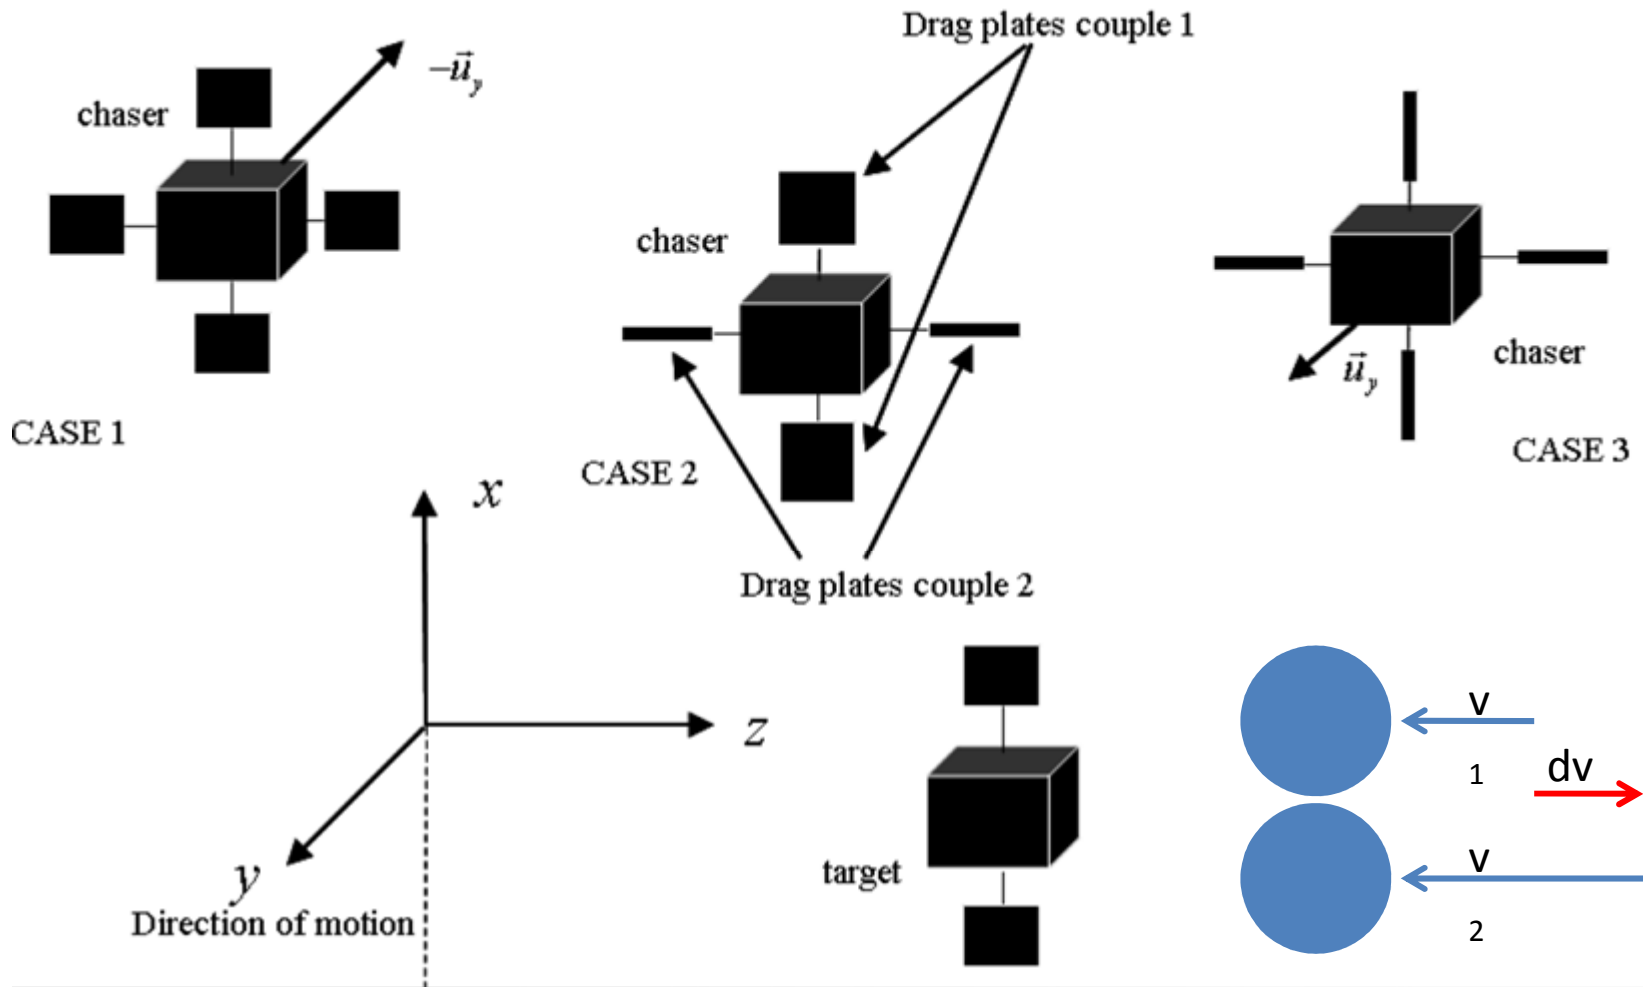 Drag plates couple 1
−u⃗y
chaser
chaser
u⃗y
chaser
CASE 1
CASE 2
CASE 3
x
Drag plates couple 2
z
v
1
dv
y
target
v
2
Direction of motion